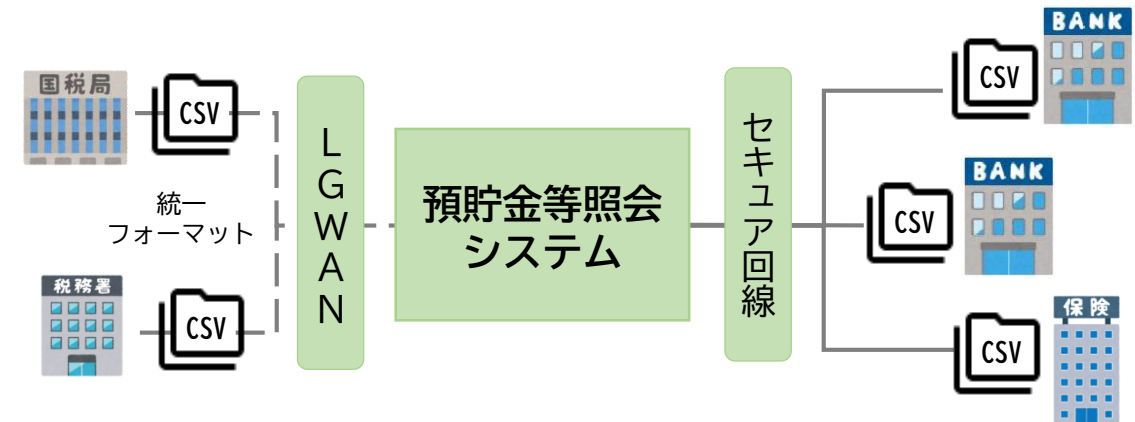 国税局
CSV
統一
フォーマット
税務署
CSV
LGWAN
預貯金等照会
システム
セキュア回線
BANK
CSV
BANK
CSV
保険
CSV